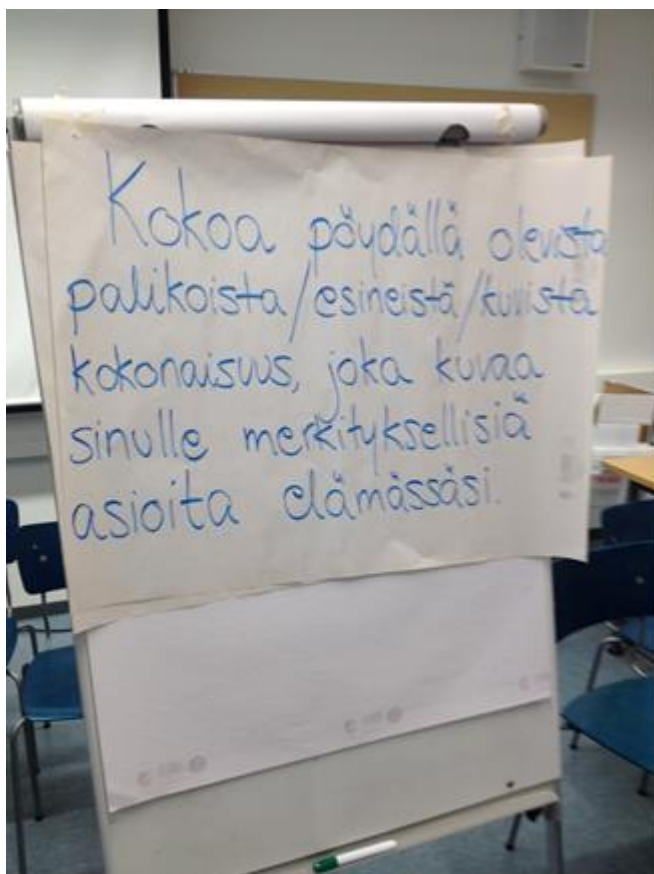 Kokoa pöydällä olevista
palikoista/esineistä/kuvista
kokonaisuus, joka kuvaa
sinulle merkityksellisiä
asioita elämässäsi.